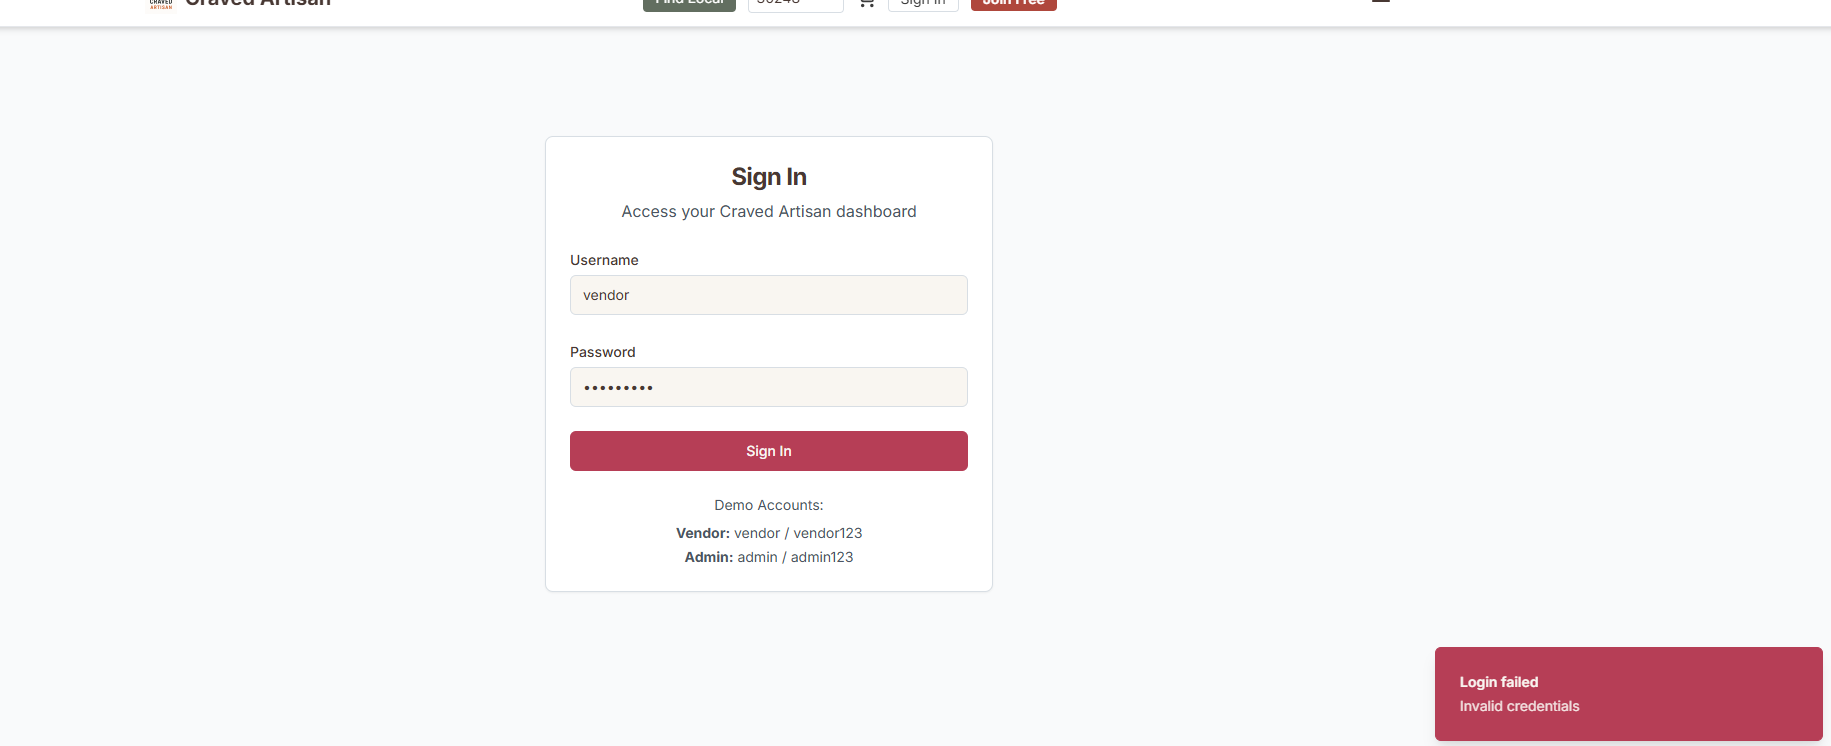 CRAVED
ARTISAN
Craved Artisan
Find Local
30248
Sign In
Join Free
Sign In
Access your Craved Artisan dashboard
Username
vendor
Password
•••••••••
Sign In
Demo Accounts:
Vendor: vendor / vendor123
Admin: admin / admin123
Login failed
Invalid credentials